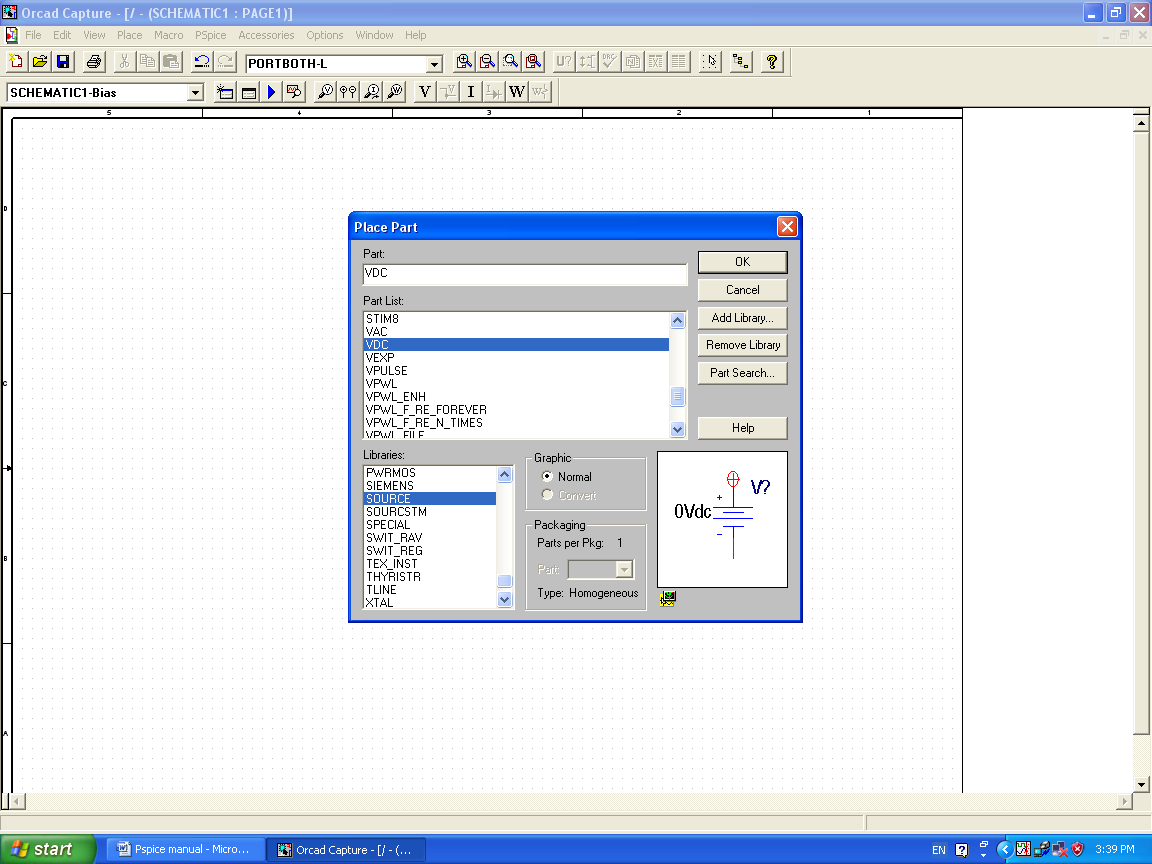 Orcad Capture - [/ - (SCHEMATIC1 : PAGE1)]
File Edit View Place Macro PSpice Accessories Options Window Help
PORTBOTH-L
U?
DRC
SCHEMATIC1-Bias
V I W
5 4 3 2 1
D
C
B
A
Place Part
Part:
VDC
Part List:
STIM8
VAC
VDC
VEXP
VPULSE
VPWL
VPWL_ENH
VPWL_F_RE_FOREVER
VPWL_F_RE_N_TIMES
VPWL_FILE
OK
Cancel
Add Library...
Remove Library
Part Search...
Help
Libraries:
PWRMOS
SIEMENS
SOURCE
SOURCSTM
SPECIAL
SWIT_RAV
SWIT_REG
TEX_INST
THYRISTR
TLINE
XTAL
Graphic
Normal
Convert
Packaging
Parts per Pkg: 1
Part:
Type: Homogeneous
V?
+
0Vdc
-
start
Pspice manual - Micro...
Orcad Capture - [/ - (...
EN
3:39 PM